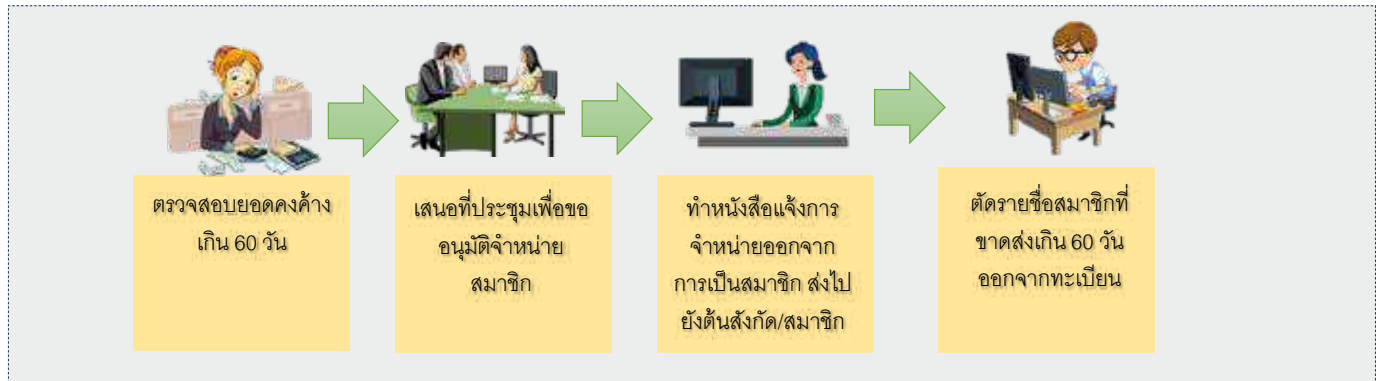 ตรวจสอบยอดคงค้าง
เกิน 60 วัน
เสนอที่ประชุมเพื่อขอ
อนุมัติจำหน่าย
สมาชิก
ทำหนังสือแจ้งการ
จำหน่ายออกจาก
การเป็นสมาชิก ส่งไป
ยังต้นสังกัด/สมาชิก
ตัดรายชื่อสมาชิกที่
ขาดส่งเกิน 60 วัน
ออกจากทะเบียน